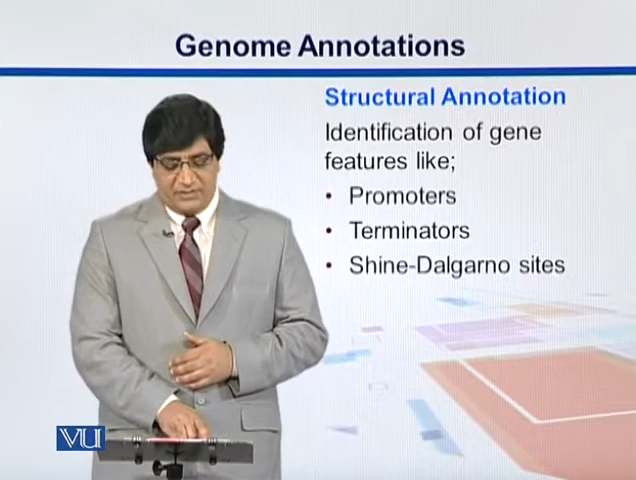 Genome Annotations
Structural Annotation
Identification of gene
features like;
• Promoters
• Terminators
• Shine-Dalgarno sites
VU